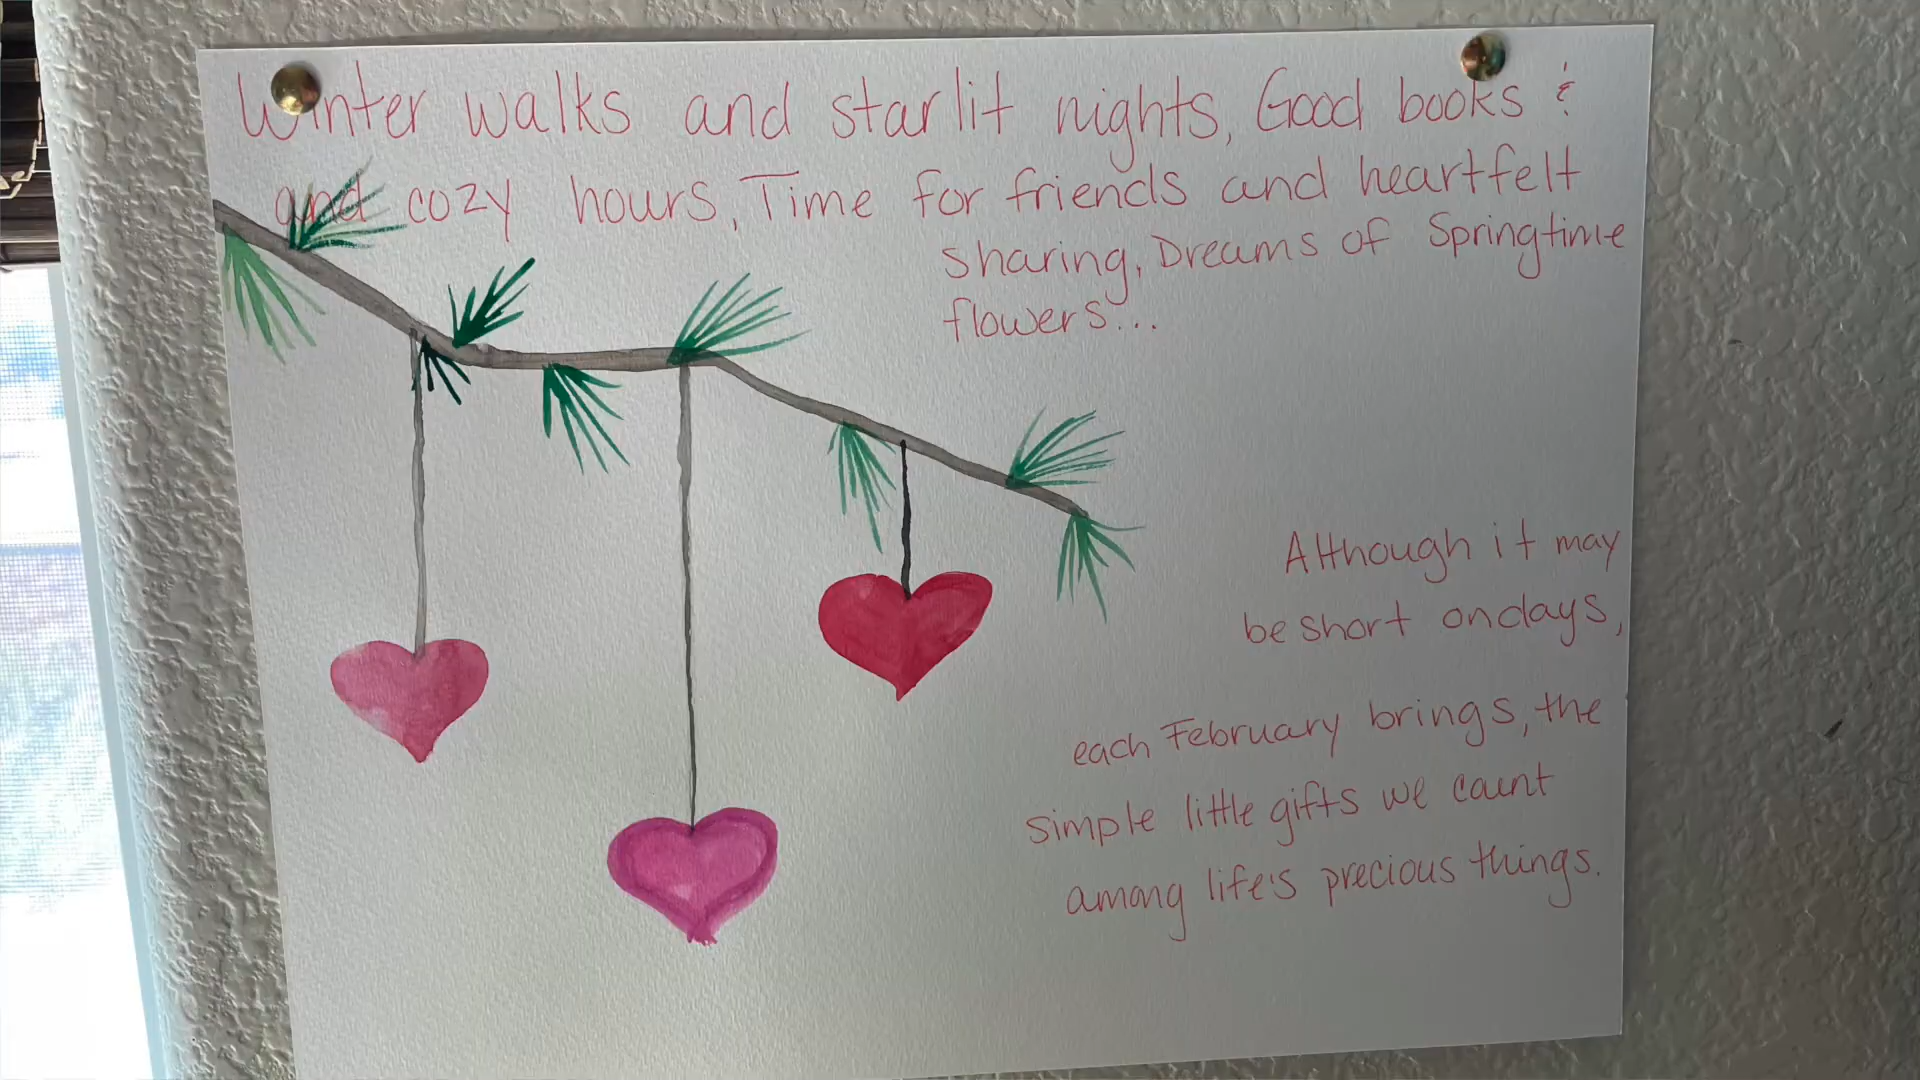 Winter walks and starlit nights, Good books &
and cozy hours, Time for friends and heartfelt
sharing, Dreams of Springtime
flowers...
Although it may
be short on days,
each February brings, the
simple little gifts we count
among life's precious things.